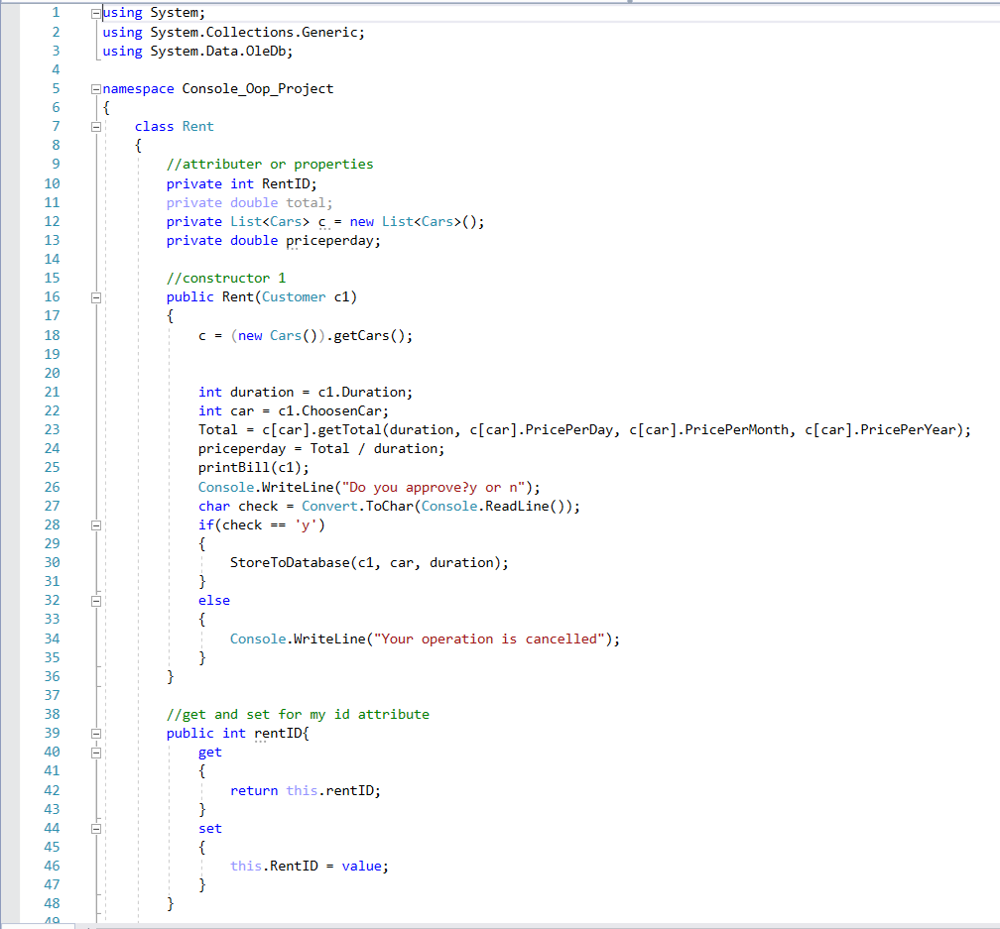 1 using System;
2 using System.Collections.Generic;
3 using System.Data.OleDb;
4
5 namespace Console_Oop_Project
6 {
7 class Rent
8 {
9 //attributer or properties
10 private int RentID;
11 private double total;
12 private List<Cars> c = new List<Cars>();
13 private double priceperday;
14
15 //constructor 1
16 public Rent(Customer c1)
17 {
18 c = (new Cars()).getCars();
19
20
21 int duration = c1.Duration;
22 int car = c1.ChoosenCar;
23 Total = c[car].getTotal(duration, c[car].PricePerDay, c[car].PricePerMonth, c[car].PricePerYear);
24 priceperday = Total / duration;
25 printBill(c1);
26 Console.WriteLine("Do you approve?y or n");
27 char check = Convert.ToChar(Console.ReadLine());
28 if(check == 'y')
29 {
30 StoreToDatabase(c1, car, duration);
31 }
32 else
33 {
34 Console.WriteLine("Your operation is cancelled");
35 }
36 }
37
38 //get and set for my id attribute
39 public int rentID{
40 get
41 {
42 return this.rentID;
43 }
44 set
45 {
46 this.RentID = value;
47 }
48 }
49